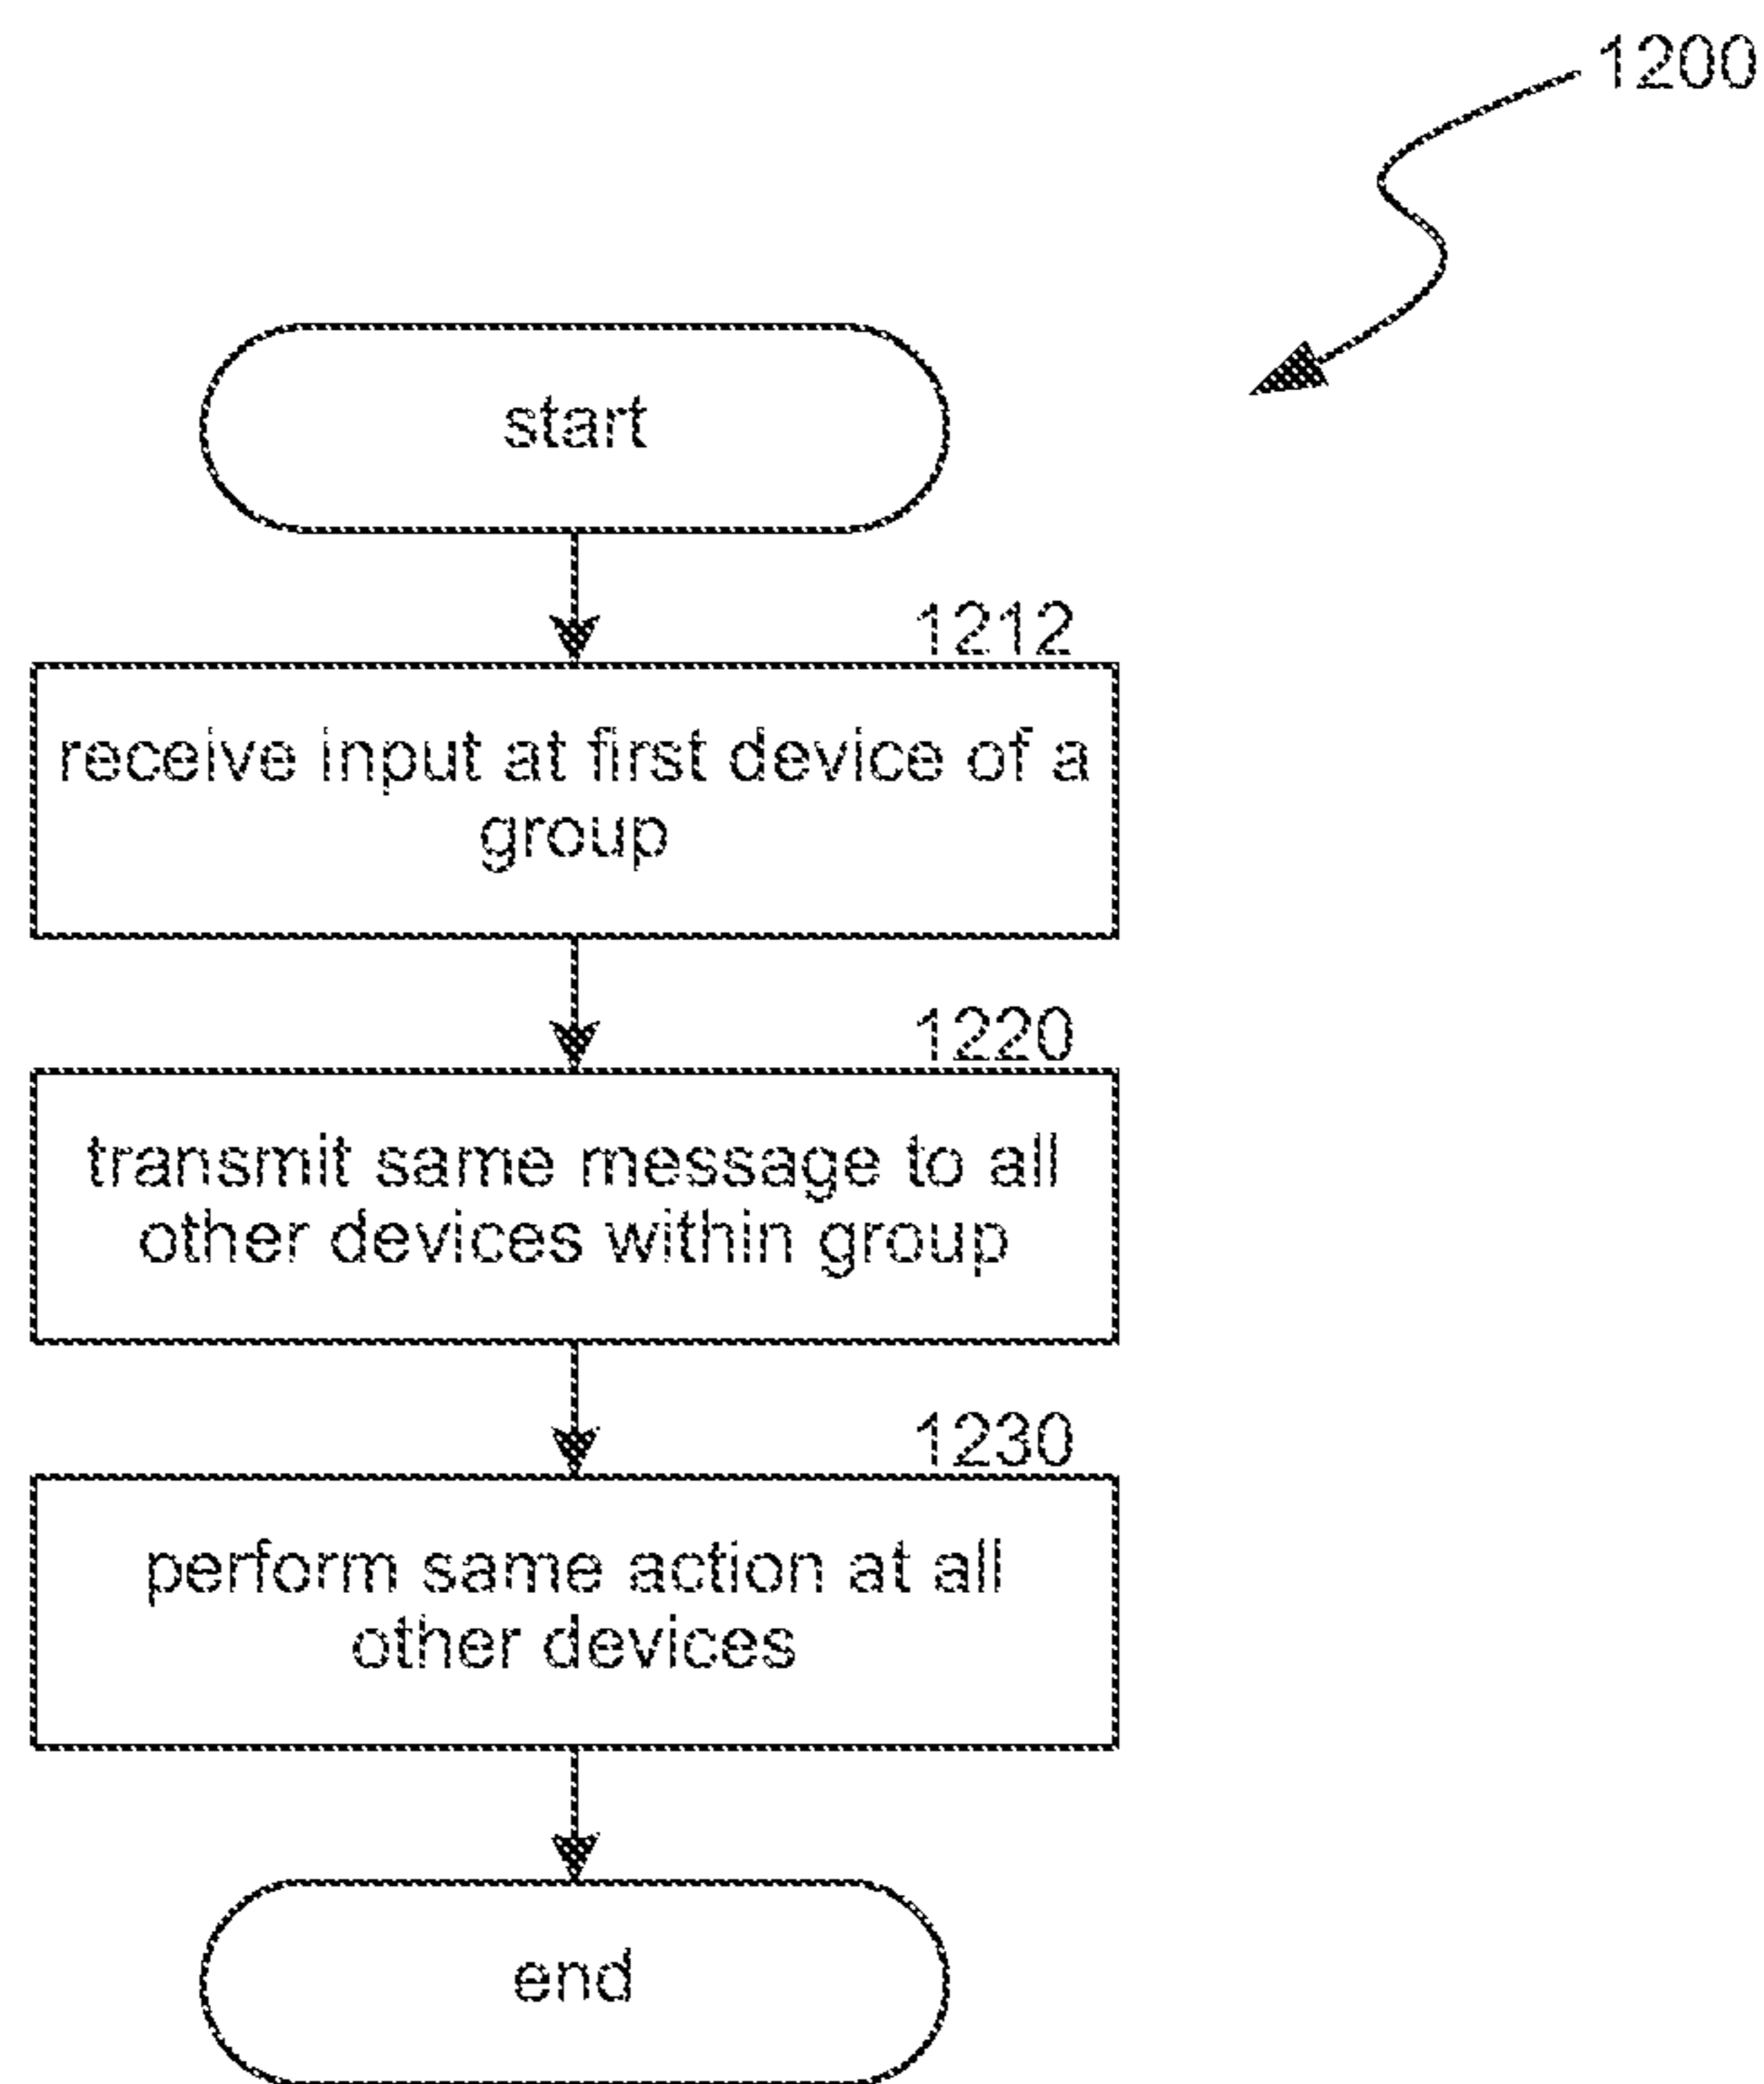 1200
start
1212
receive input at first device of a
group
1220
transmit same message to all
other devices within group
1230
perform same action at all
other devices
end